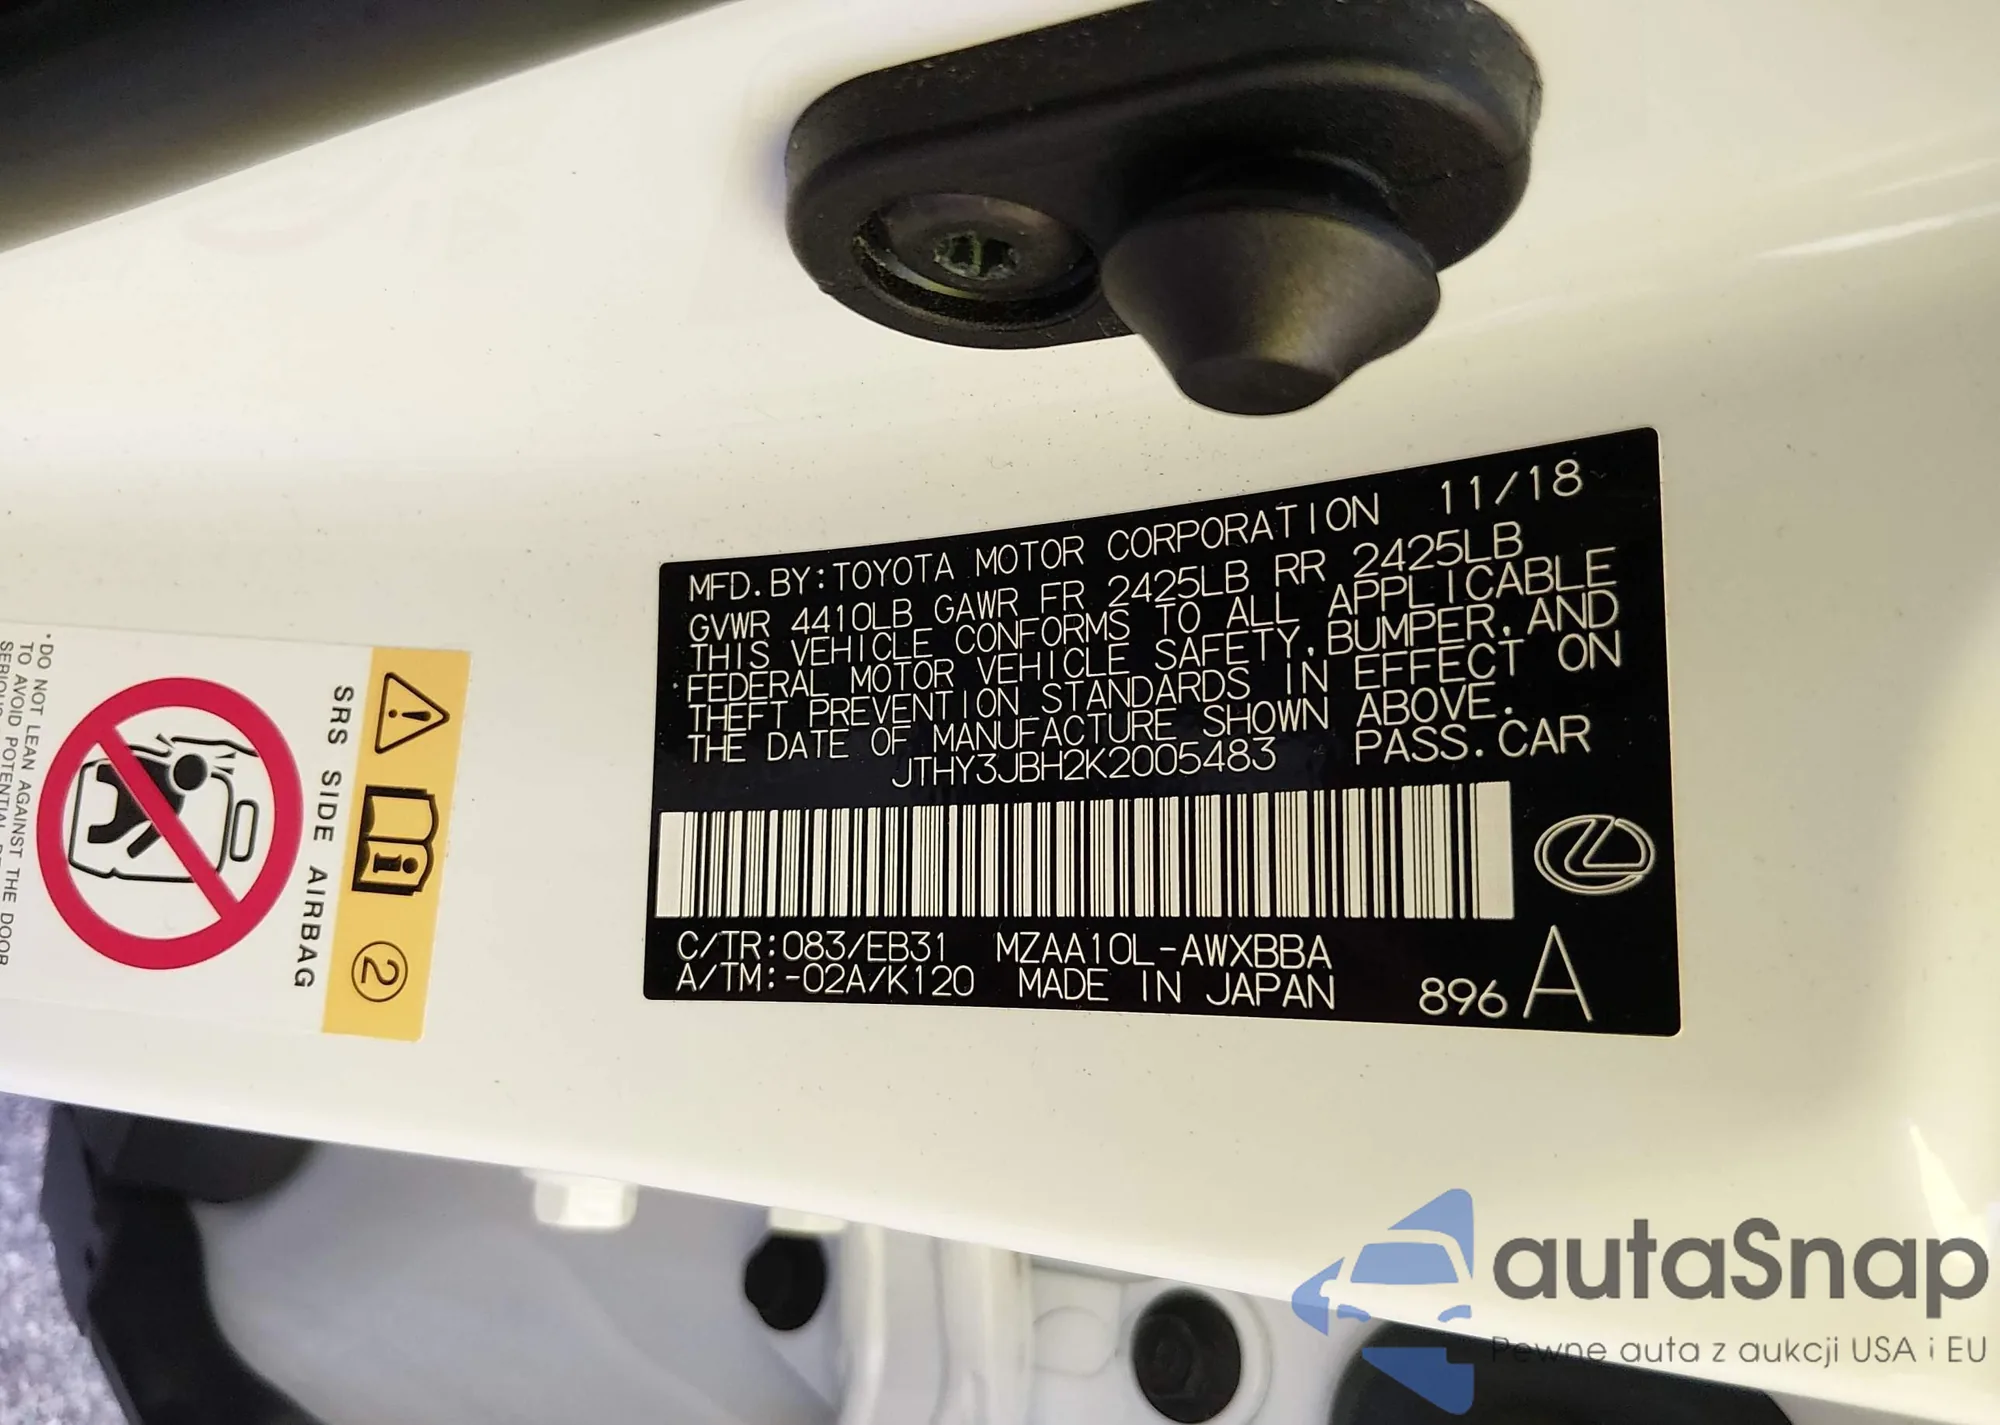 MFD.BY:TOYOTA MOTOR CORPORATION 11/18
GVWR 4410LB GAWR FR 2425LB RR 2425LB
THIS VEHICLE CONFORMS TO ALL APPLICABLE
FEDERAL MOTOR VEHICLE SAFETY, BUMPER, AND
THEFT PREVENTION STANDARDS IN EFFECT ON
THE DATE OF MANUFACTURE SHOWN ABOVE.
JTHY3JBH2K2005483 PASS.CAR
C/TR:083/EB31 MZAA10L-AWXBBA
A/TM:-02A/K120 MADE IN JAPAN 896 A
2
SRS SIDE AIRBAG
·DO NOT LEAN AGAINST THE DOOR
TO AVOID POTENTIAL
autaSnap
Pewne auta z aukcji USA i EU